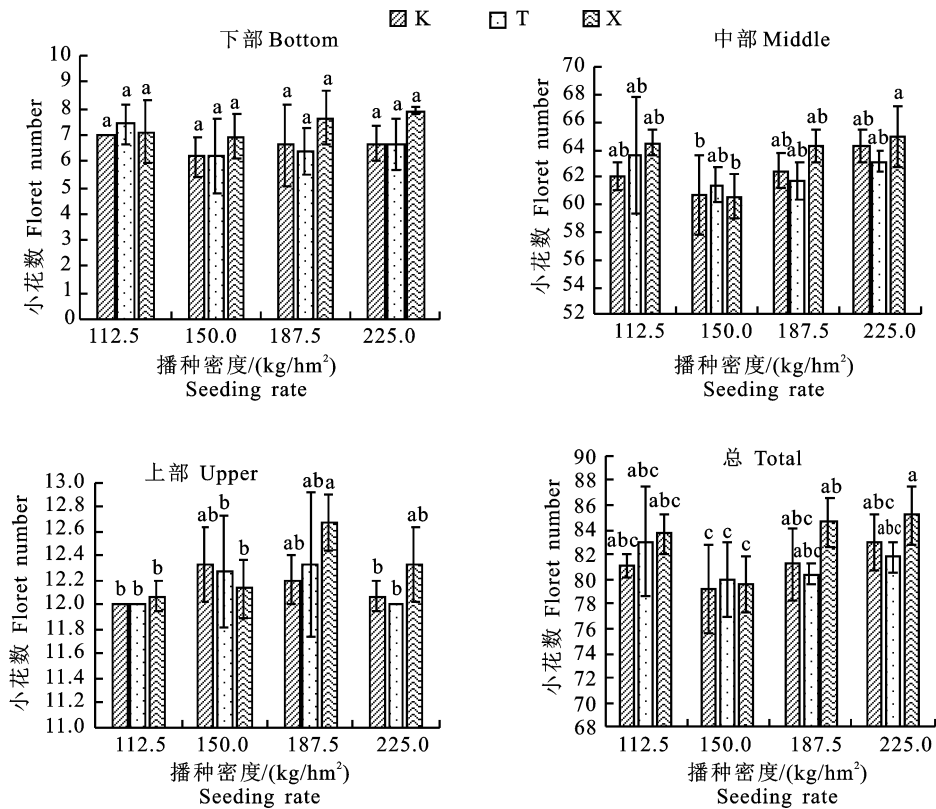 K T X
下部 Bottom
小花数 Floret number
10
9
8
7
6
5
4
3
2
1
0
a a a a a a a a a a a a
112.5 150.0 187.5 225.0
播种密度/(kg/hm²)
Seeding rate
中部 Middle
小花数 Floret number
70
68
66
64
62
60
58
56
54
52
ab ab ab b ab b ab ab ab ab ab a
112.5 150.0 187.5 225.0
播种密度/(kg/hm²)
Seeding rate
上部 Upper
小花数 Floret number
13.0
12.8
12.6
12.4
12.2
12.0
11.8
11.6
11.4
11.2
11.0
b b b ab b b ab ab a b b ab
112.5 150.0 187.5 225.0
播种密度/(kg/hm²)
Seeding rate
总 Total
小花数 Floret number
90
88
86
84
82
80
78
76
74
72
70
68
abc abc abc c c c abc abc ab abc abc a
112.5 150.0 187.5 225.0
播种密度/(kg/hm²)
Seeding rate